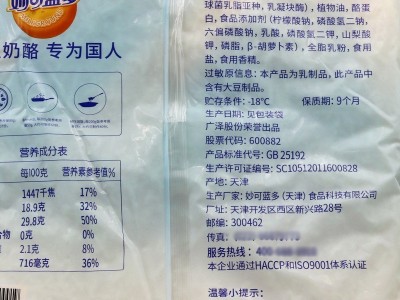 妙可蓝多
奶酪 专为国人
营养成分表
每100克 营养素参考值%
1447千焦 17%
18.9克 32%
29.8克 50%
合物 0克 0%
2.1克 8%
716毫克 36%
球菌乳脂亚种, 乳凝块酶), 植物油, 酪蛋
白, 食品添加剂 (柠檬酸钠, 磷酸氢二钠,
六偏磷酸钠, 乳酸, 磷酸二氢钾, 山梨酸
钾, 磷脂, β-胡萝卜素), 全脂乳粉, 食用
盐, 食用香精。
过敏原信息: 本产品为乳制品, 此产品中
含有大豆制品。
贮存条件: -18℃ 保质期: 9个月
生产日期: 见包装袋
广泽股份荣誉出品
股票代码: 600882
产品标准代号: GB 25192
生产许可证编号: SC10512011600828
产地: 天津
生产厂家: 妙可蓝多 (天津) 食品科技有限公司
厂址: 天津开发区西区新兴路28号
邮编: 300462
传真:
服务热线:
本企业通过HACCP和ISO9001体系认证
温馨小提示: